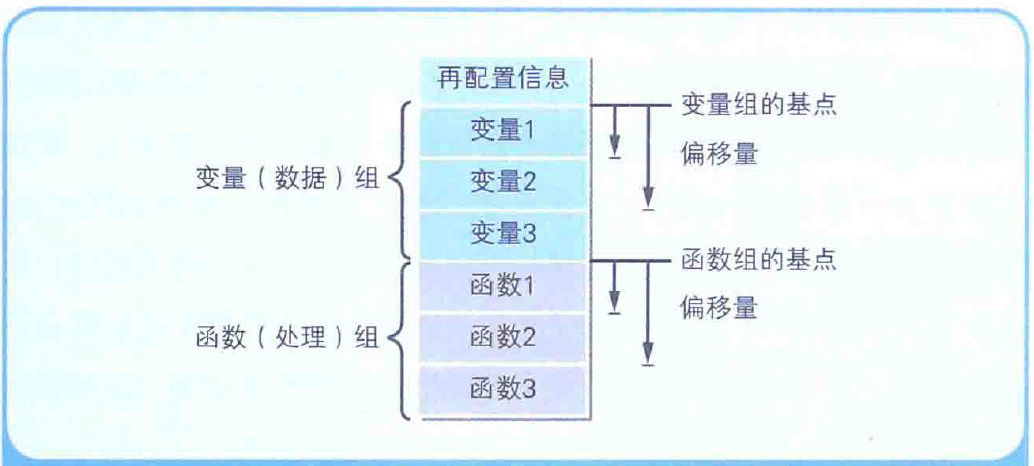 再配置信息
变量组的基点
变量1
偏移量
变量（数据）组
变量2
变量3
函数组的基点
函数1
偏移量
函数（处理）组
函数2
函数3